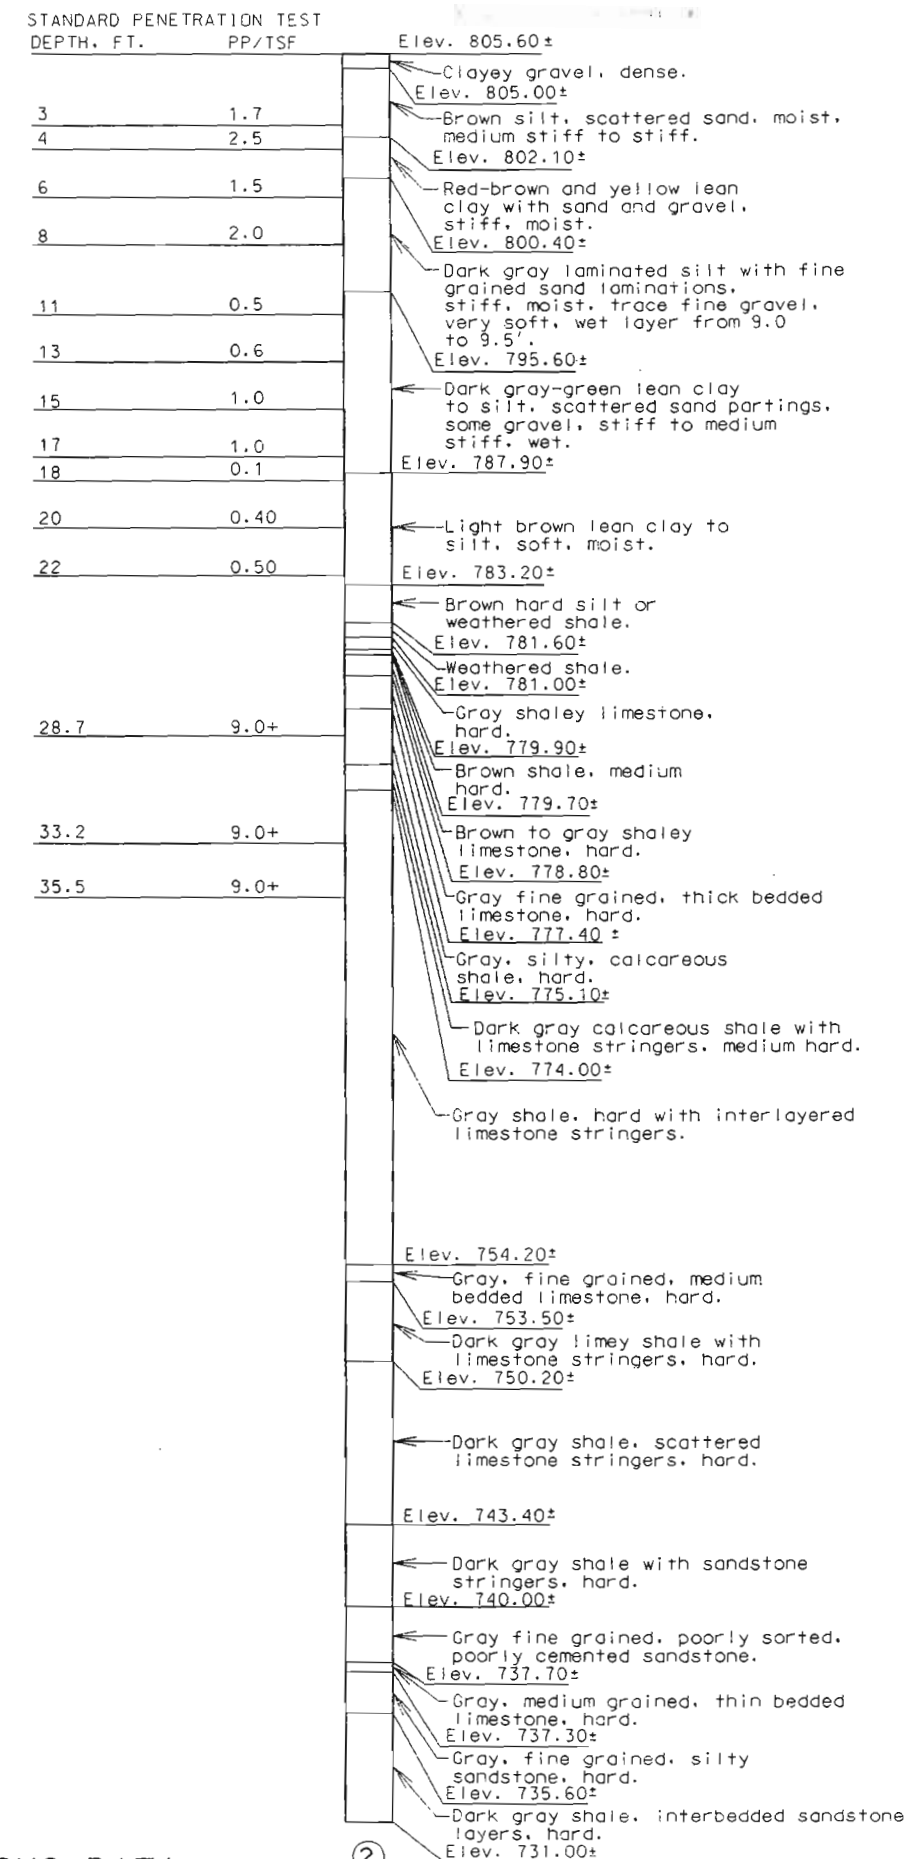 STANDARD PENETRATION TEST
DEPTH, FT. PP/TSF
Elev. 805.60±
Clayey gravel, dense.
Elev. 805.00±
3 1.7
Brown silt, scattered sand, moist,
medium stiff to stiff.
4 2.5
Elev. 802.10±
6 1.5
Red-brown and yellow lean
clay with sand and gravel,
stiff, moist.
8 2.0
Elev. 800.40±
Dark gray laminated silt with fine
grained sand laminations,
stiff, moist, trace fine gravel,
very soft, wet layer from 9.0
to 9.5'.
11 0.5
13 0.6
Elev. 795.60±
Dark gray-green lean clay
to silt, scattered sand partings,
some gravel, stiff to medium
stiff, wet.
15 1.0
17 1.0
Elev. 787.90±
18 0.1
20 0.40
Light brown lean clay to
silt, soft, moist.
22 0.50
Elev. 783.20±
Brown hard silt or
weathered shale.
Elev. 781.60±
Weathered shale.
Elev. 781.00±
Gray shaley limestone,
hard.
28.7 9.0+
Elev. 779.90±
Brown shale, medium
hard.
Elev. 779.70±
33.2 9.0+
Brown to gray shaley
limestone, hard.
Elev. 778.80±
35.5 9.0+
Gray fine grained, thick bedded
limestone, hard.
Elev. 777.40 ±
Gray, silty, calcareous
shale, hard.
Elev. 775.10±
Dark gray calcareous shale with
limestone stringers, medium hard.
Elev. 774.00±
Gray shale, hard with interlayered
limestone stringers.
Elev. 754.20±
Gray, fine grained, medium
bedded limestone, hard.
Elev. 753.50±
Dark gray limey shale with
limestone stringers, hard.
Elev. 750.20±
Dark gray shale, scattered
limestone stringers, hard.
Elev. 743.40±
Dark gray shale with sandstone
stringers, hard.
Elev. 740.00±
Gray fine grained, poorly sorted,
poorly cemented sandstone.
Elev. 737.70±
Gray, medium grained, thin bedded
limestone, hard.
Elev. 737.30±
Gray, fine grained, silty
sandstone, hard.
Elev. 735.60±
Dark gray shale, interbedded sandstone
layers, hard.
Elev. 731.00±
2